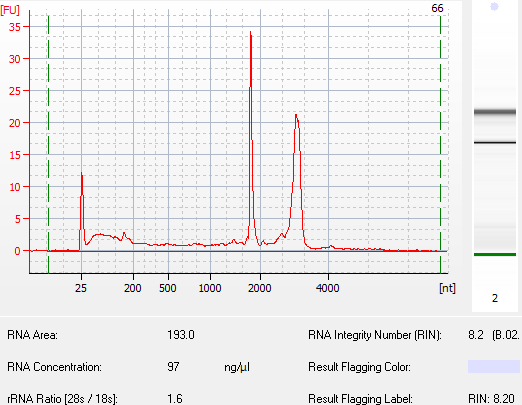 [FU]
66
35
30
25
20
15
10
5
0
25 200 500 1000 2000 4000 [nt]
2
RNA Area: 193.0 RNA Integrity Number (RIN): 8.2 (B.02.
RNA Concentration: 97 ng/µl Result Flagging Color:
rRNA Ratio [28s / 18s]: 1.6 Result Flagging Label: RIN: 8.20